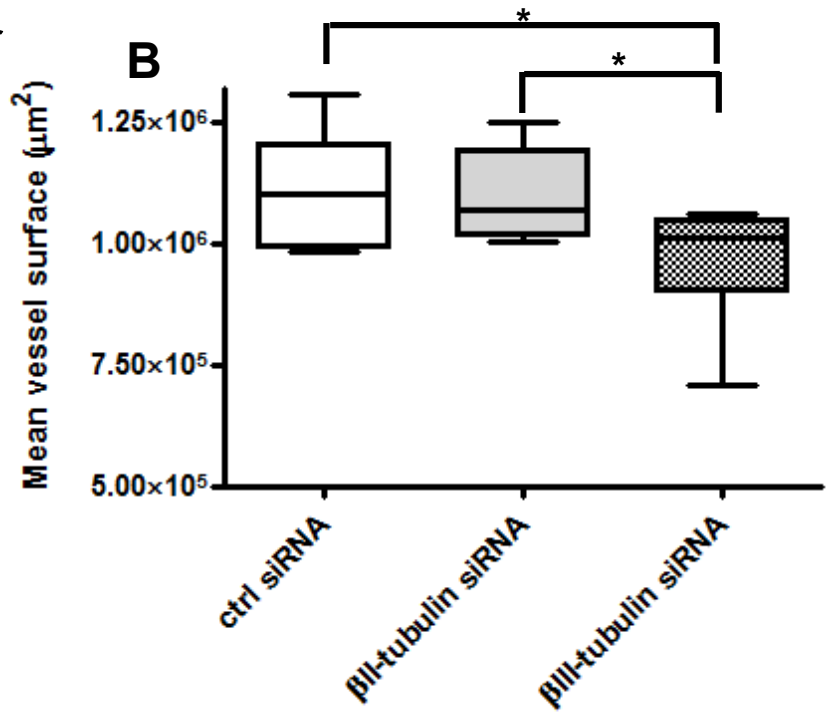 *
B
*
Mean vessel surface (μm²)
1.25×10⁶
1.00×10⁶
7.50×10⁵
5.00×10⁵
ctrl siRNA
βII-tubulin siRNA
βIII-tubulin siRNA